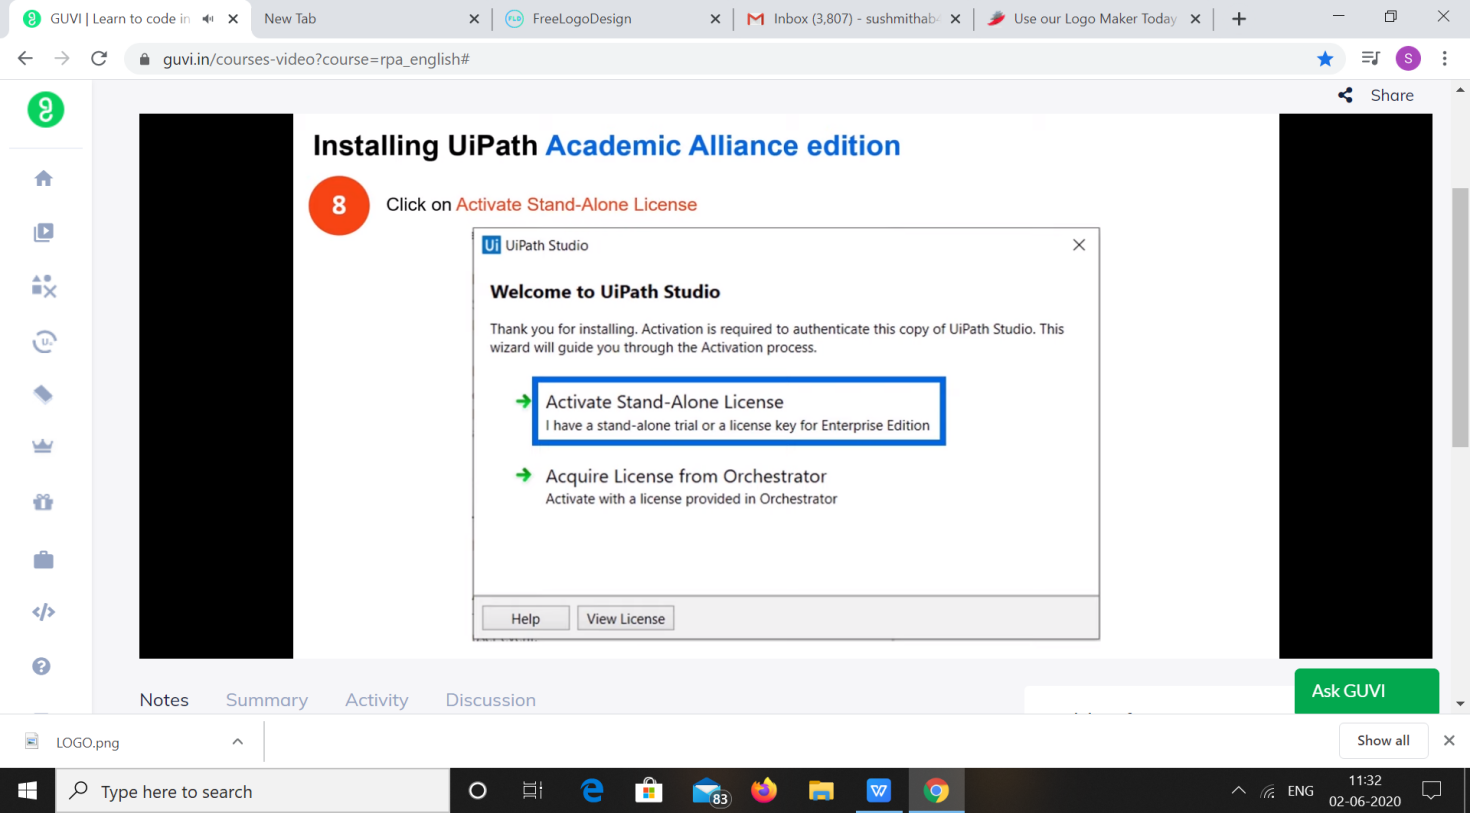 GUVI | Learn to code in
New Tab
FreeLogoDesign
Inbox (3,807) - sushmithab
Use our Logo Maker Today
guvi.in/courses-video?course=rpa_english#
S
Share
Installing UiPath Academic Alliance edition
8
Click on Activate Stand-Alone License
Ui UiPath Studio
Welcome to UiPath Studio
Thank you for installing. Activation is required to authenticate this copy of UiPath Studio. This
wizard will guide you through the Activation process.
Activate Stand-Alone License
I have a stand-alone trial or a license key for Enterprise Edition
Acquire License from Orchestrator
Activate with a license provided in Orchestrator
Help
View License
Notes
Summary
Activity
Discussion
Ask GUVI
LOGO.png
Show all
Type here to search
83
ENG
11:32
02-06-2020